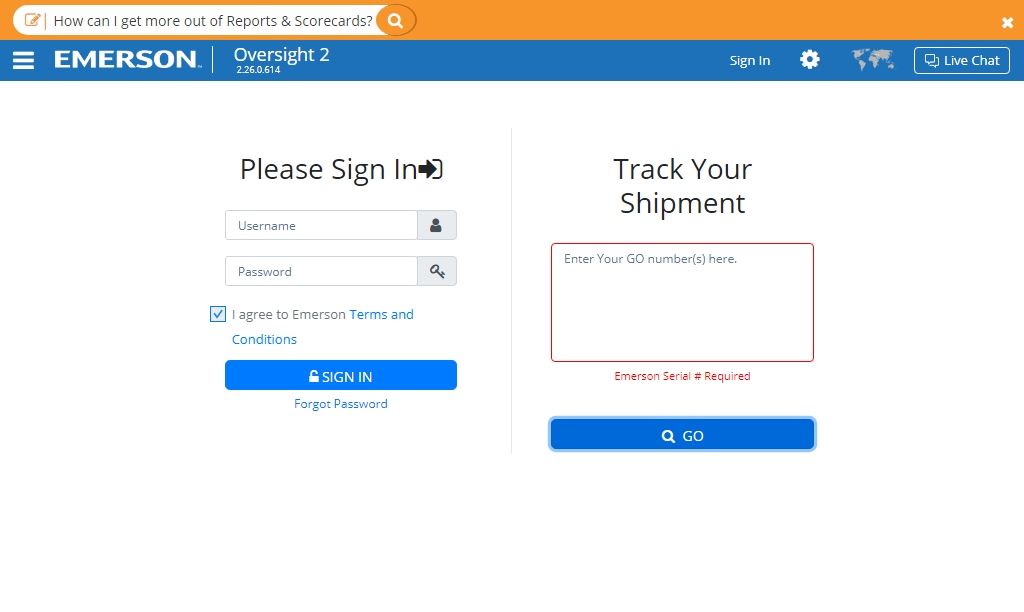 How can I get more out of Reports & Scorecards?
EMERSON™
Oversight 2
2.26.0.614
Sign In
Live Chat
Please Sign In
Username
Password
I agree to Emerson Terms and
Conditions
SIGN IN
Forgot Password
Track Your
Shipment
Enter Your GO number(s) here.
Emerson Serial # Required
GO